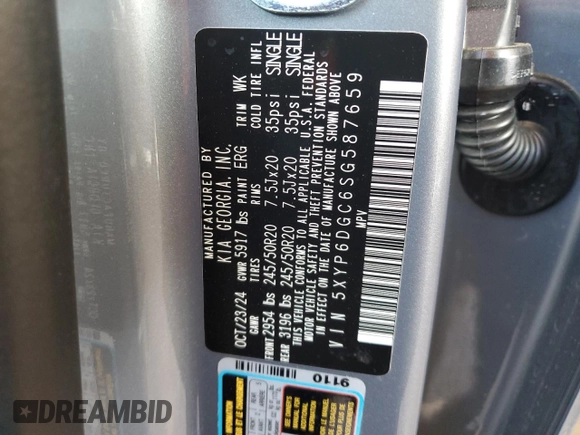 MANUFACTURED BY
KIA GEORGIA, INC.
OCT/23/24 GVWR 5917 lbs PAINT ERG TRIM WK
GAWR TIRES RIMS COLD TIRE INFL
FRONT 2954 lbs 245/50R20 7.5Jx20 35psi SINGLE
REAR 3196 lbs 245/50R20 7.5Jx20 35psi SINGLE
THIS VEHICLE CONFORMS TO ALL APPLICABLE U.S.A. FEDERAL
MOTOR VEHICLE SAFETY AND THEFT PREVENTION STANDARDS
IN EFFECT ON THE DATE OF MANUFACTURE SHOWN ABOVE
VIN 5XYP6DGC6SG587659
MPV
9110
DREAMBID